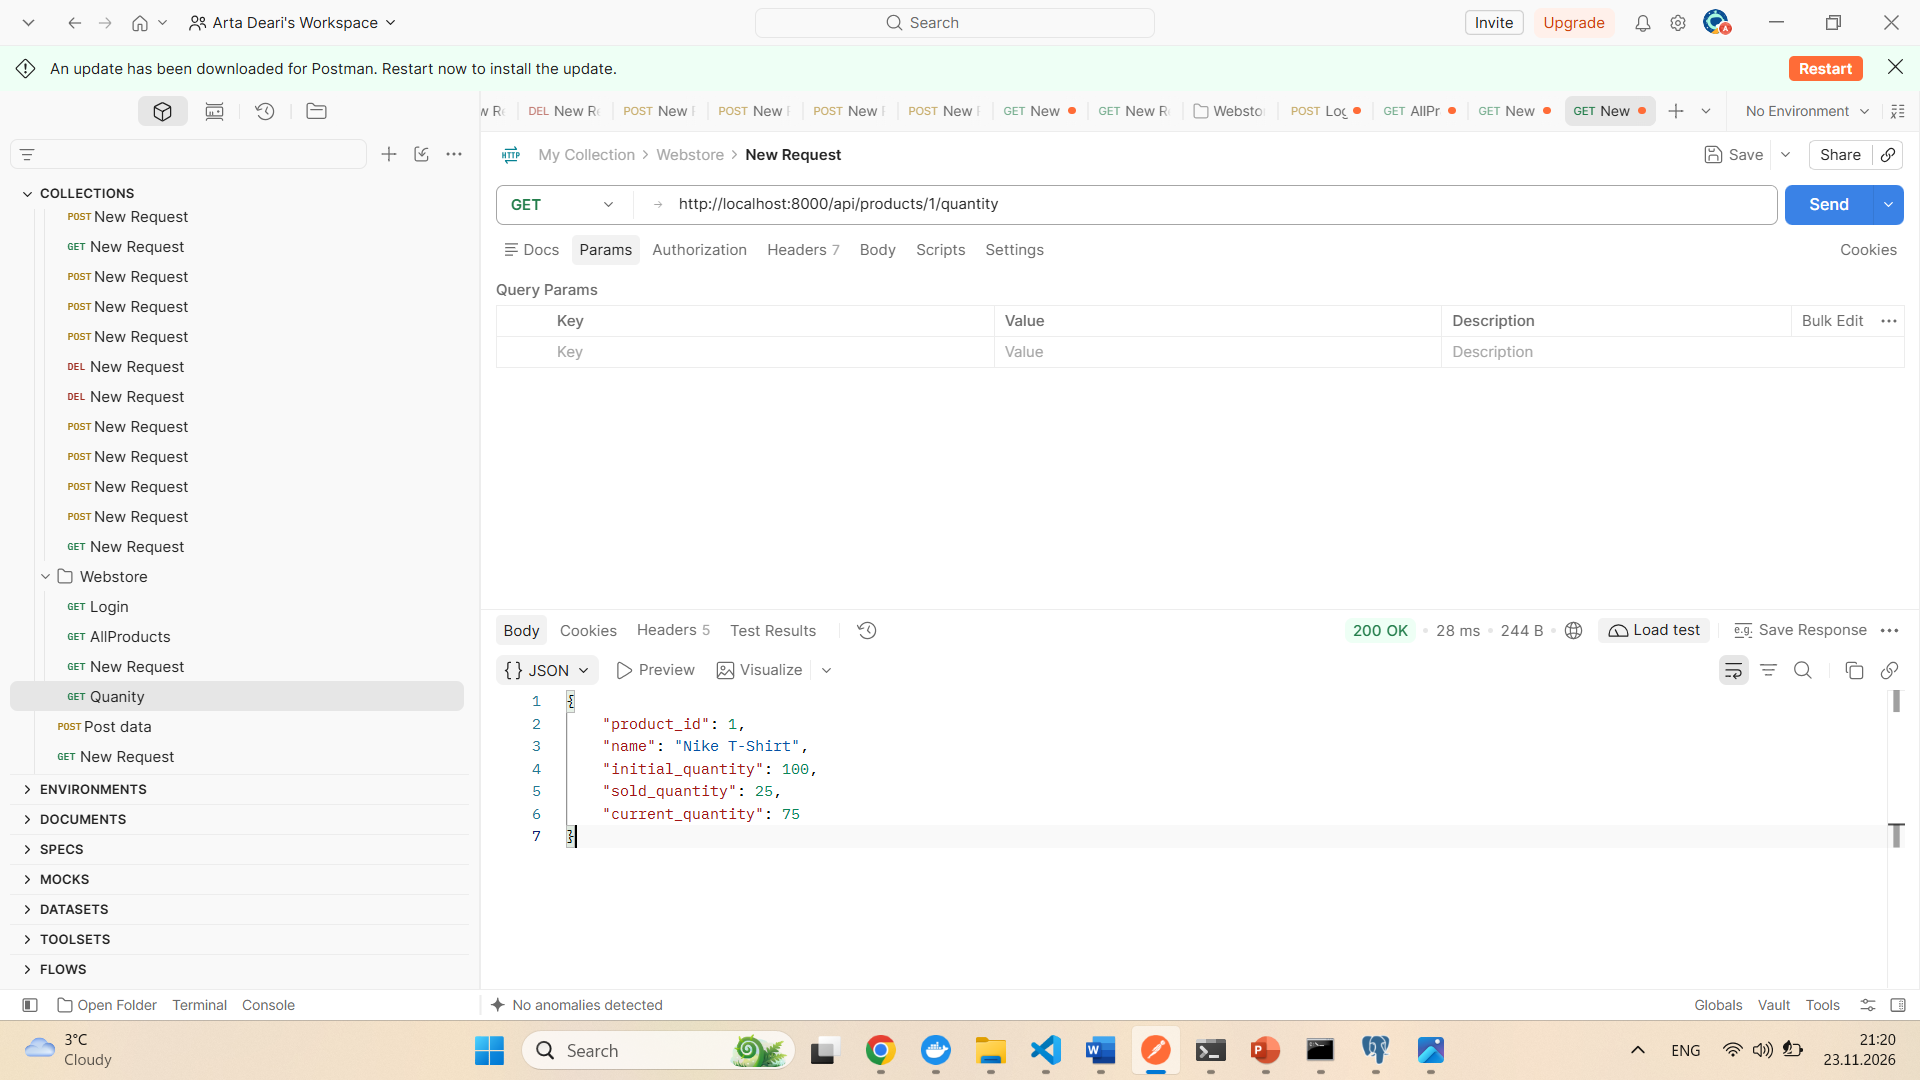 Arta Deari's Workspace
Search
Invite
Upgrade
An update has been downloaded for Postman. Restart now to install the update.
Restart
DEL New Re
POST New
POST New
POST New
POST New
GET New
GET New R
Websto
POST Log
GET AllPr
GET New
GET New
No Environment
COLLECTIONS
POST New Request
GET New Request
POST New Request
POST New Request
POST New Request
DEL New Request
DEL New Request
POST New Request
POST New Request
POST New Request
POST New Request
GET New Request
Webstore
GET Login
GET AllProducts
GET New Request
GET Quanity
POST Post data
GET New Request
ENVIRONMENTS
DOCUMENTS
SPECS
MOCKS
DATASETS
TOOLSETS
FLOWS
HTTP My Collection > Webstore > New Request
Save
Share
GET
http://localhost:8000/api/products/1/quantity
Send
Docs
Params
Authorization
Headers 7
Body
Scripts
Settings
Cookies
Query Params
Key
Value
Description
Bulk Edit
Key
Value
Description
Body
Cookies
Headers 5
Test Results
200 OK
28 ms
244 B
Load test
e.g. Save Response
{} JSON
Preview
Visualize
1 {
2 "product_id": 1,
3 "name": "Nike T-Shirt",
4 "initial_quantity": 100,
5 "sold_quantity": 25,
6 "current_quantity": 75
7 }
Open Folder
Terminal
Console
No anomalies detected
Globals
Vault
Tools
3°C
Cloudy
Search
ENG
21:20
23.11.2026